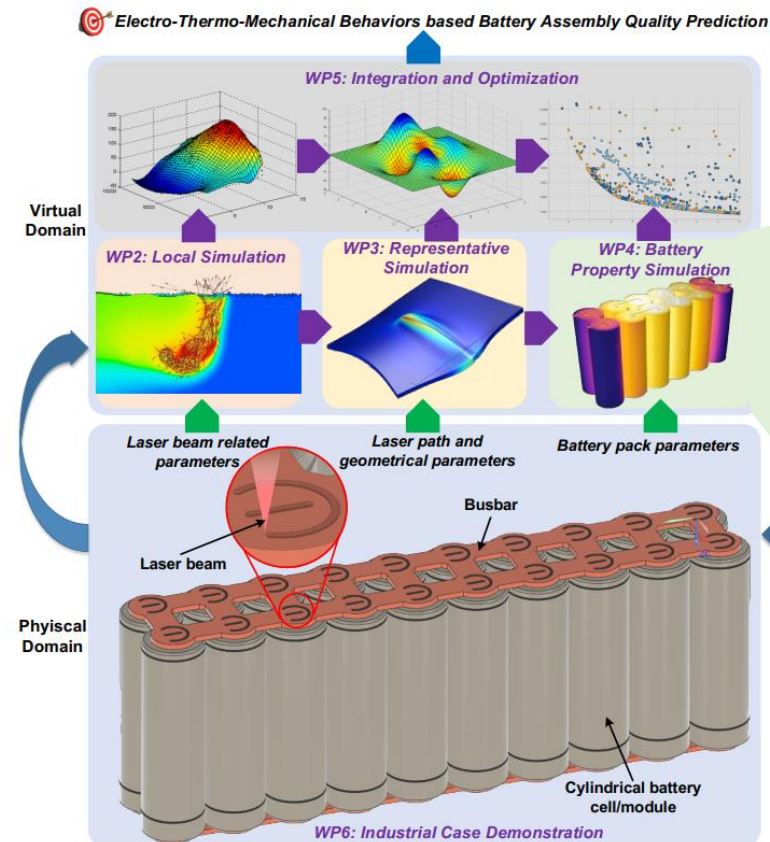 Electro-Thermo-Mechanical Behaviors based Battery Assembly Quality Prediction
WP5: Integration and Optimization
Virtual
Domain
WP2: Local Simulation
WP3: Representative
Simulation
WP4: Battery
Property Simulation
Laser beam related
parameters
Laser path and
geometrical parameters
Battery pack parameters
Busbar
Laser beam
Phyiscal
Domain
Cylindrical battery
cell/module
WP6: Industrial Case Demonstration